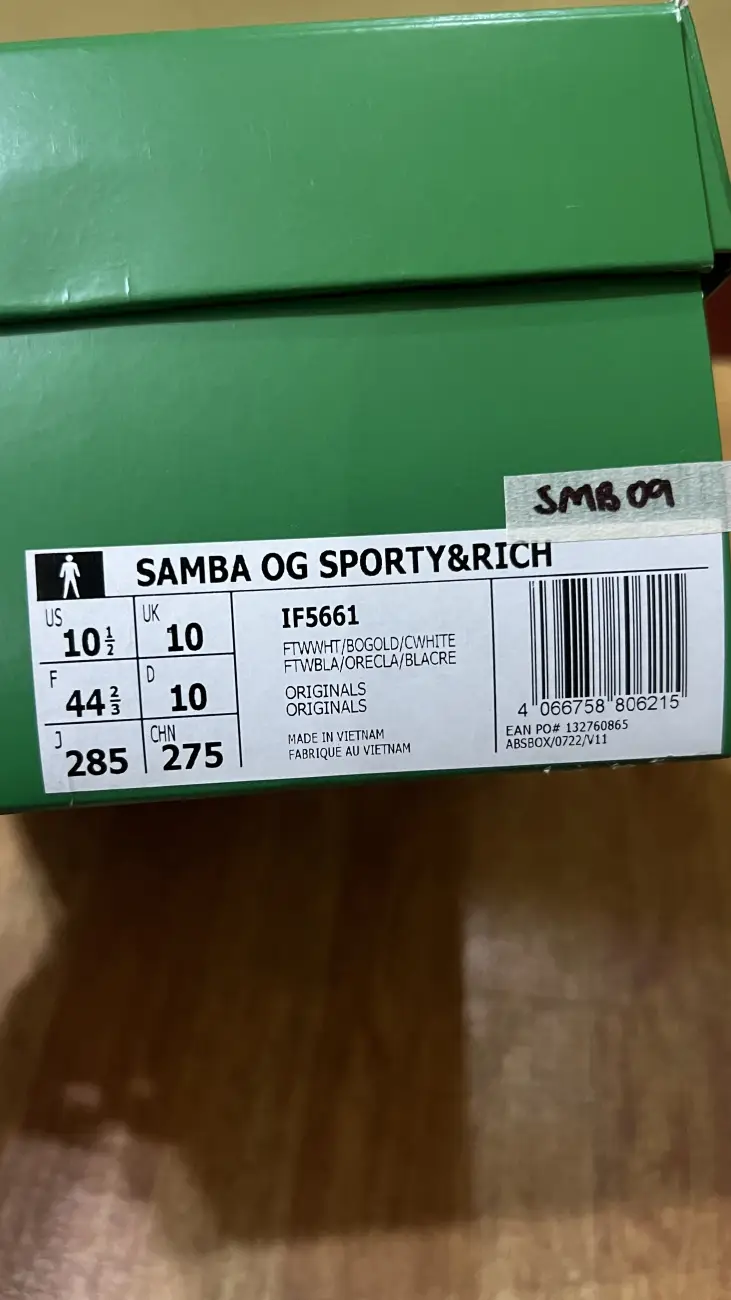 SMB 09
SAMBA OG SPORTY&RICH
US 10½
UK 10
F 44⅔
D 10
J 285
CHN 275
IF5661
FTWWHT/BOGOLD/CWHITE
FTWBLA/ORECLA/BLACRE
ORIGINALS
ORIGINALS
MADE IN VIETNAM
FABRIQUE AU VIETNAM
4 066758 806215
EAN PO# 132760865
ABSBOX/0722/V11